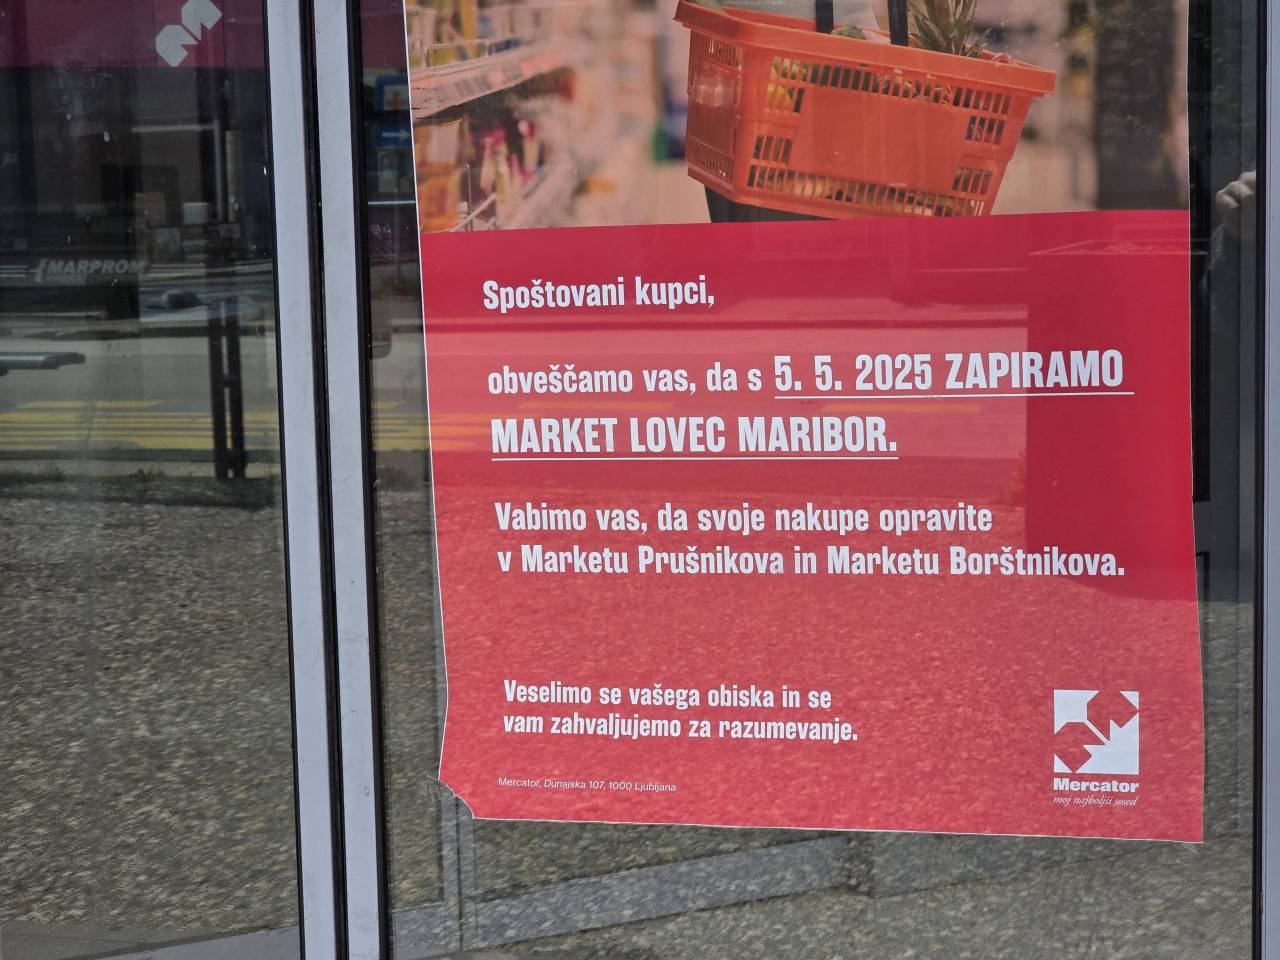 MARPROM
Spoštovani kupci,
obveščamo vas, da s 5. 5. 2025 ZAPIRAMO
MARKET LOVEC MARIBOR.
Vabimo vas, da svoje nakupe opravite
v Marketu Prušnikova in Marketu Borštnikova.
Veselimo se vašega obiska in se
vam zahvaljujemo za razumevanje.
Mercator, Dunajska 107, 1000 Ljubljana
Mercator
moj najboljši sosed